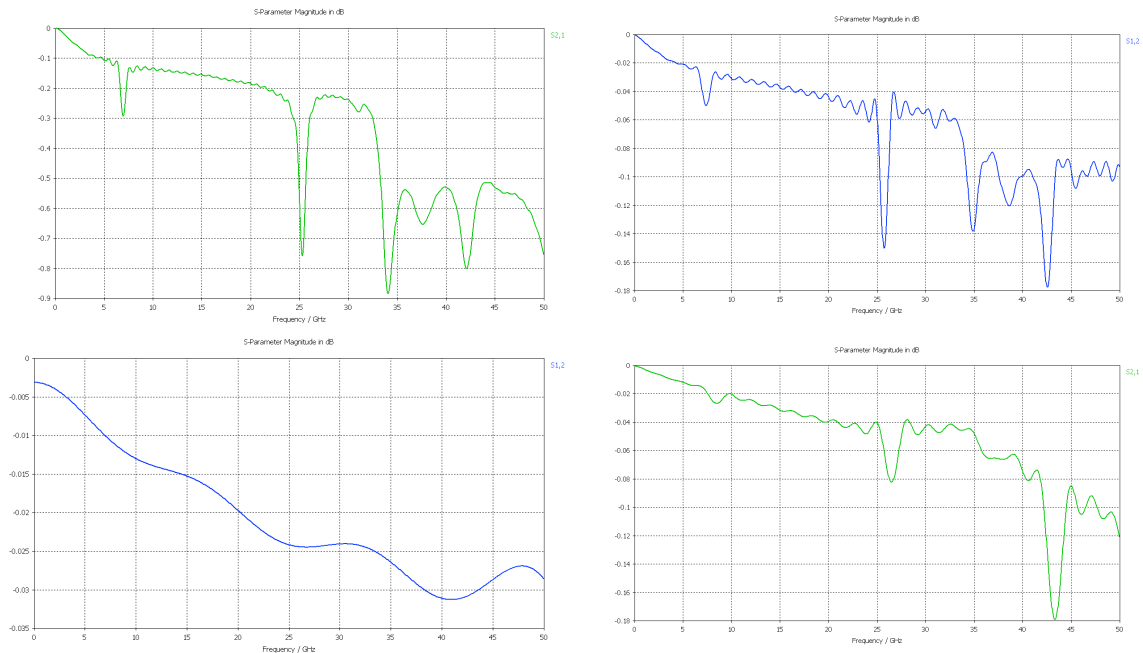 S-Parameter Magnitude in dB
S2,1
0
-0.1
-0.2
-0.3
-0.4
-0.5
-0.6
-0.7
-0.8
-0.9
0 5 10 15 20 25 30 35 40 45 50
Frequency / GHz
S-Parameter Magnitude in dB
S1,2
0
-0.02
-0.04
-0.06
-0.08
-0.1
-0.12
-0.14
-0.16
-0.18
0 5 10 15 20 25 30 35 40 45 50
Frequency / GHz
S-Parameter Magnitude in dB
S1,2
0
-0.005
-0.01
-0.015
-0.02
-0.025
-0.03
-0.035
0 5 10 15 20 25 30 35 40 45 50
Frequency / GHz
S-Parameter Magnitude in dB
S2,1
0
-0.02
-0.04
-0.06
-0.08
-0.1
-0.12
-0.14
-0.16
-0.18
0 5 10 15 20 25 30 35 40 45 50
Frequency / GHz